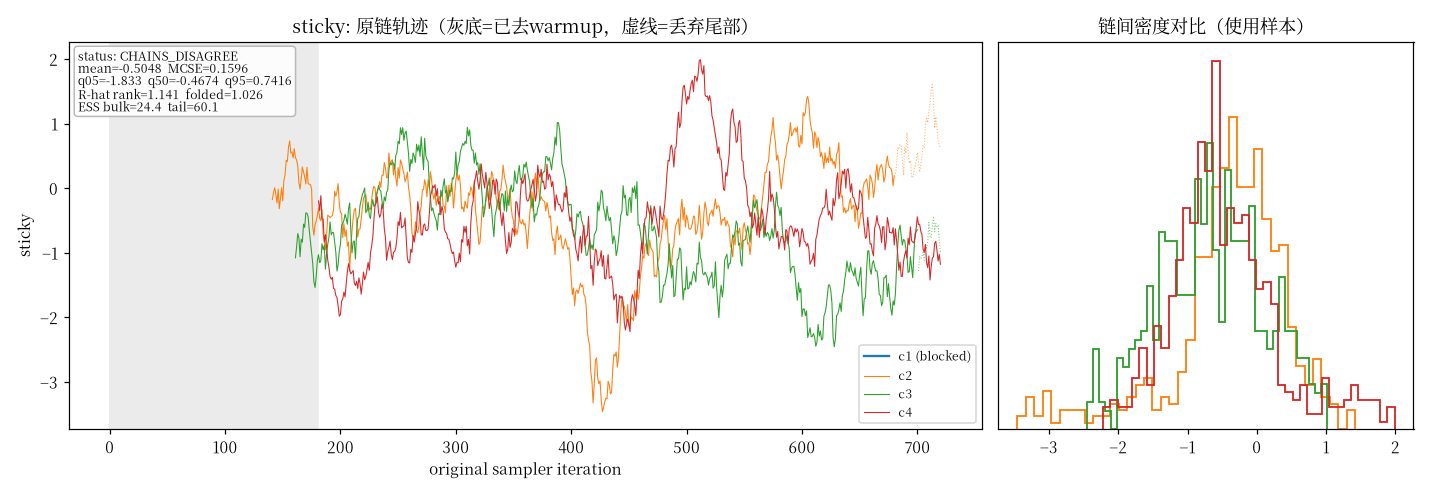 sticky: 原链轨迹（灰底=已去warmup，虚线=丢弃尾部）
status: CHAINS_DISAGREE
mean=-0.5048 MCSE=0.1596
q05=-1.833 q50=-0.4674 q95=0.7416
R-hat rank=1.141 folded=1.026
ESS bulk=24.4 tail=60.1
sticky
2
1
0
−1
−2
−3
0 100 200 300 400 500 600 700
original sampler iteration
c1 (blocked)
c2
c3
c4
链间密度对比（使用样本）
−3 −2 −1 0 1 2